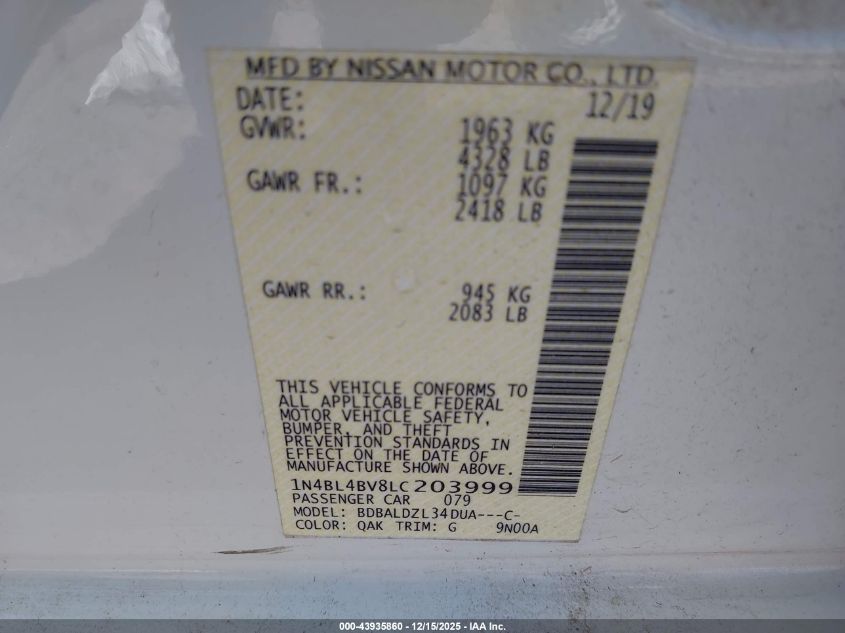 MFD BY NISSAN MOTOR CO., LTD.
DATE: 12/19
GVWR: 1963 KG
4328 LB
GAWR FR.: 1097 KG
2418 LB
GAWR RR.: 945 KG
2083 LB
THIS VEHICLE CONFORMS TO
ALL APPLICABLE FEDERAL
MOTOR VEHICLE SAFETY,
BUMPER, AND THEFT
PREVENTION STANDARDS IN
EFFECT ON THE DATE OF
MANUFACTURE SHOWN ABOVE.
1N4BL4BV8LC203999
PASSENGER CAR 079
MODEL: BDBALDZL34DUA---C-
COLOR: QAK TRIM: G 9N00A
000-43935860 - 12/15/2025 - IAA Inc.